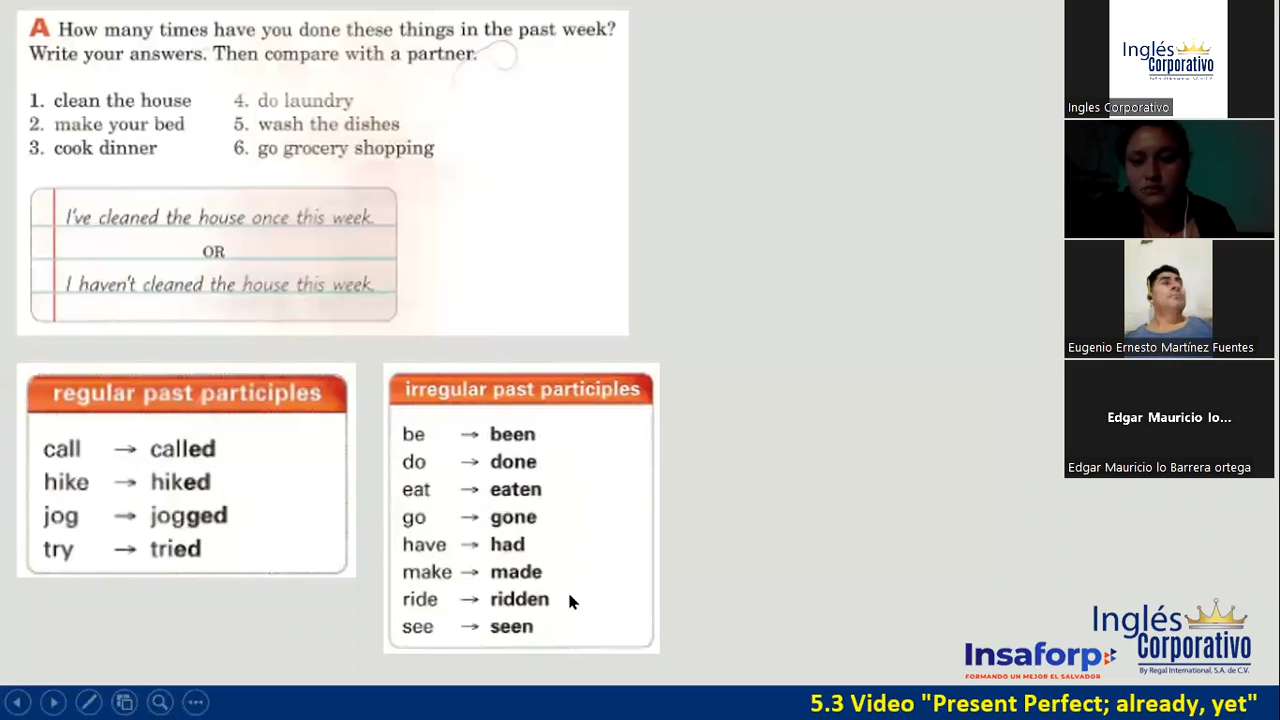 A How many times have you done these things in the past week?
Write your answers. Then compare with a partner.
1. clean the house
2. make your bed
3. cook dinner
4. do laundry
5. wash the dishes
6. go grocery shopping
I've cleaned the house once this week.
OR
I haven't cleaned the house this week.
regular past participles
call → called
hike → hiked
jog → jogged
try → tried
irregular past participles
be → been
do → done
eat → eaten
go → gone
have → had
make → made
ride → ridden
see → seen
Inglés
Corporativo
Ingles Corporativo
Eugenio Ernesto Martínez Fuentes
Edgar Mauricio lo...
Edgar Mauricio lo Barrera ortega
Insaforp
FORMANDO UN MEJOR EL SALVADOR
Inglés
Corporativo
By Regal International, S.A. de C.V.
5.3 Video "Present Perfect; already, yet"